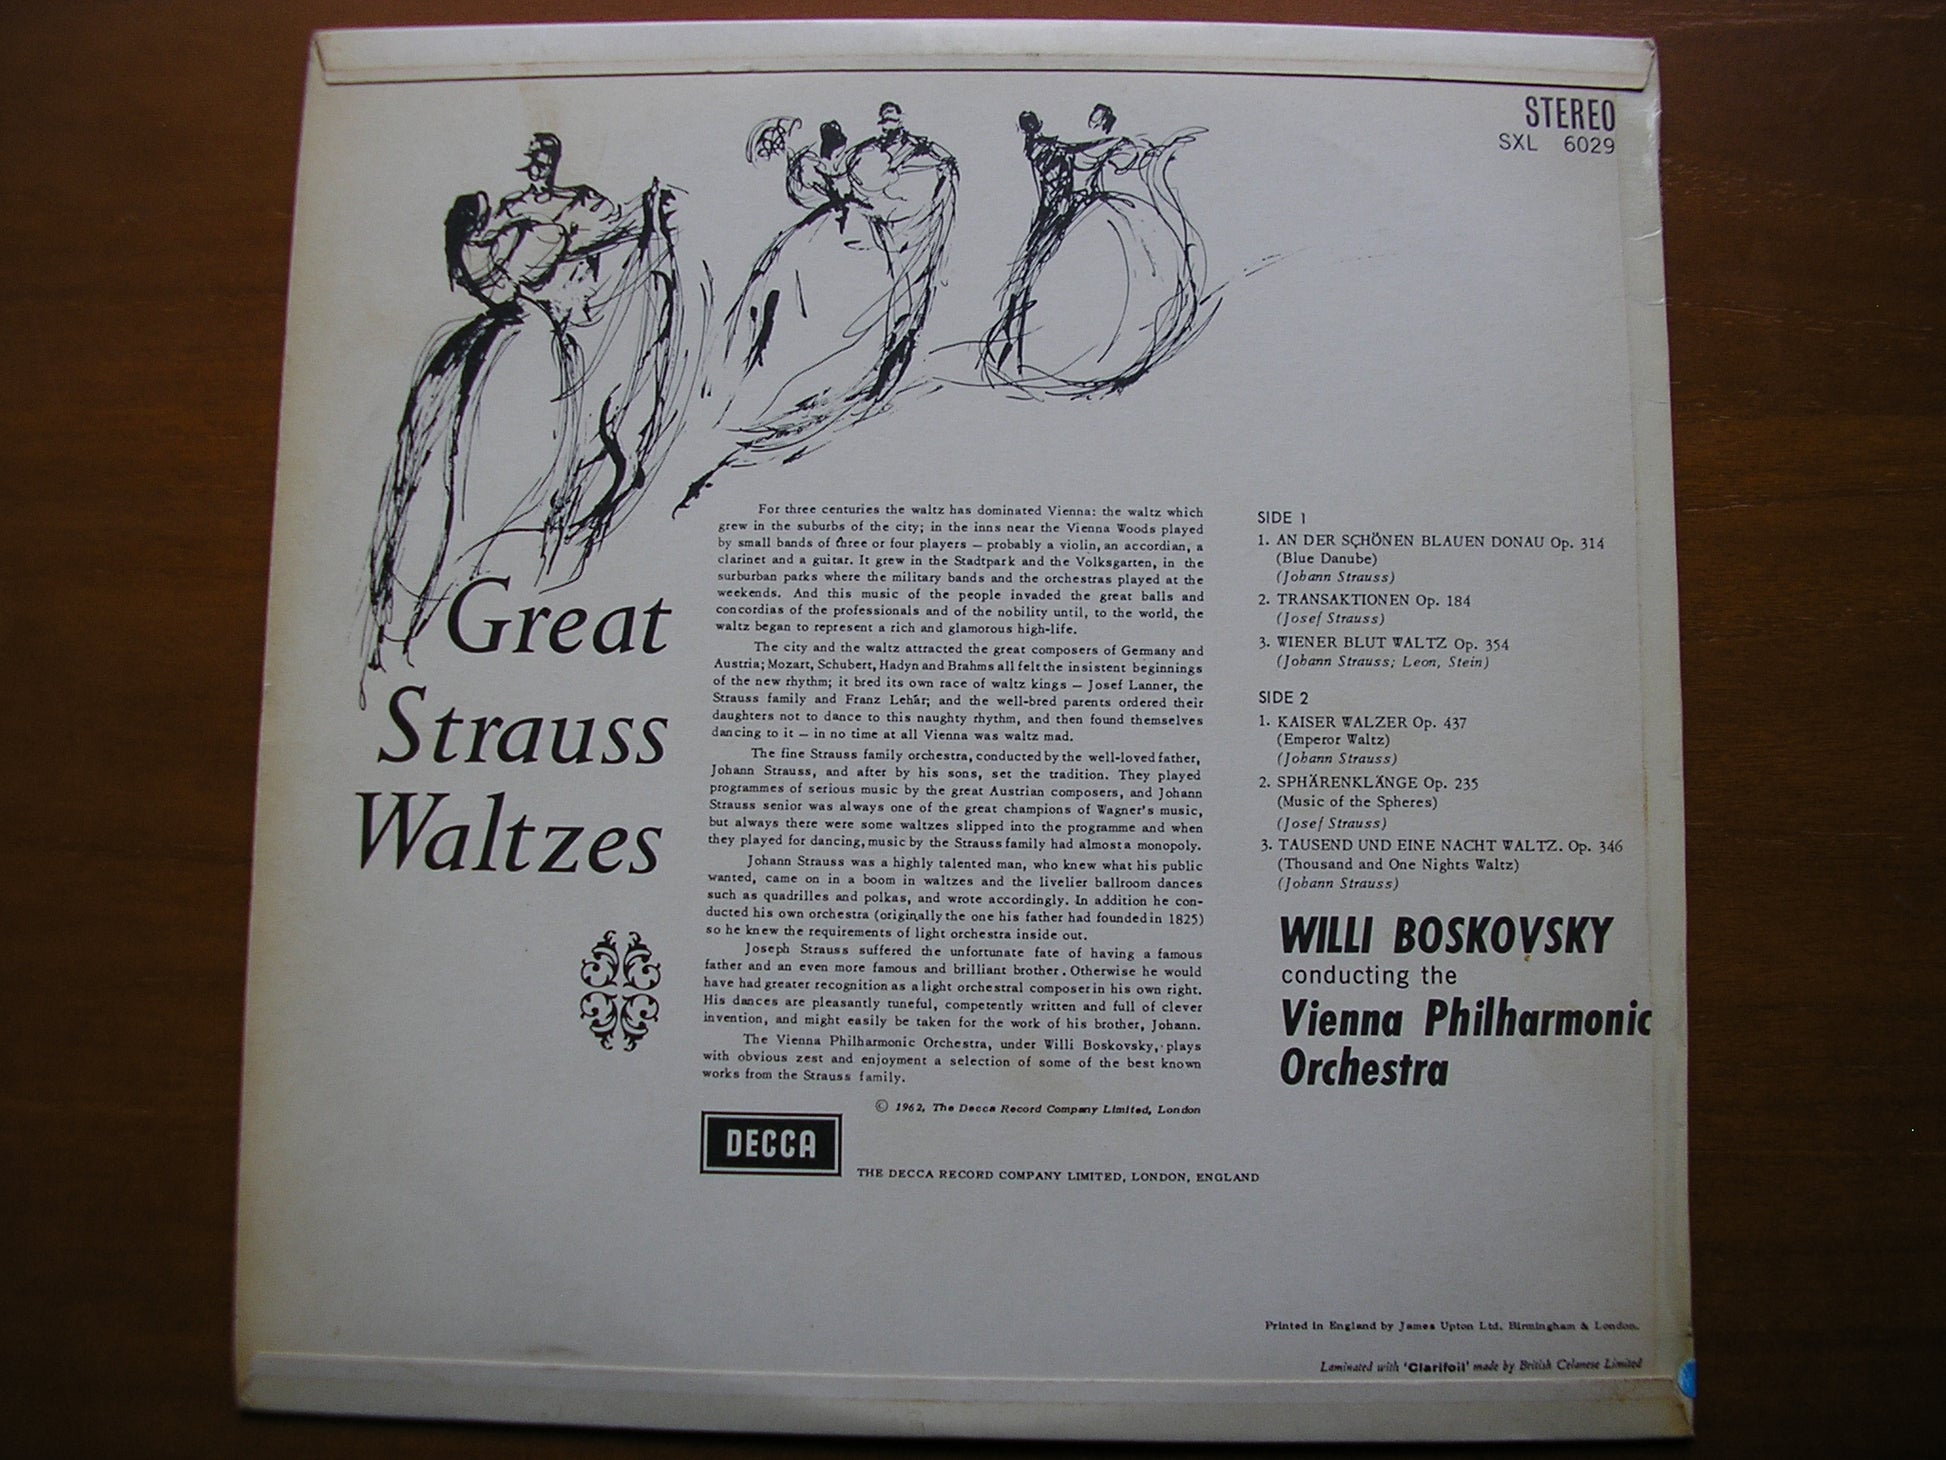 STEREO
SXL 6029
Great
Strauss
Waltzes
For three centuries the waltz has dominated Vienna: the waltz which
grew in the suburbs of the city; in the inns near the Vienna Woods played
by small bands of three or four players — probably a violin, an accordian, a
clarinet and a guitar. It grew in the Stadtpark and the Volksgarten, in the
surburban parks where the military bands and the orchestras played at the
weekends. And this music of the people invaded the great balls and
concordias of the professionals and of the nobility until, to the world, the
waltz began to represent a rich and glamorous high-life.
The city and the waltz attracted the great composers of Germany and
Austria; Mozart, Schubert, Hadyn and Brahms all felt the insistent beginnings
of the new rhythm; it bred its own race of waltz kings — Josef Lanner, the
Strauss family and Franz Lehár; and the well-bred parents ordered their
daughters not to dance to this naughty rhythm, and then found themselves
dancing to it — in no time at all Vienna was waltz mad.
The fine Strauss family orchestra, conducted by the well-loved father,
Johann Strauss, and after by his sons, set the tradition. They played
programmes of serious music by the great Austrian composers, and Johann
Strauss senior was always one of the great champions of Wagner's music,
but always there were some waltzes slipped into the programme and when
they played for dancing, music by the Strauss family had almost a monopoly.
Johann Strauss was a highly talented man, who knew what his public
wanted, came on in a boom in waltzes and the livelier ballroom dances
such as quadrilles and polkas, and wrote accordingly. In addition he con-
ducted his own orchestra (originally the one his father had founded in 1825)
so he knew the requirements of light orchestra inside out.
Joseph Strauss suffered the unfortunate fate of having a famous
father and an even more famous and brilliant brother. Otherwise he would
have had greater recognition as a light orchestral composer in his own right.
His dances are pleasantly tuneful, competently written and full of clever
invention, and might easily be taken for the work of his brother, Johann.
The Vienna Philharmonic Orchestra, under Willi Boskovsky, plays
with obvious zest and enjoyment a selection of some of the best known
works from the Strauss family.
© 1962, The Decca Record Company Limited, London
DECCA
THE DECCA RECORD COMPANY LIMITED, LONDON, ENGLAND
SIDE 1
1. AN DER SCHÖNEN BLAUEN DONAU Op. 314
(Blue Danube)
(Johann Strauss)
2. TRANSAKTIONEN Op. 184
(Josef Strauss)
3. WIENER BLUT WALTZ Op. 354
(Johann Strauss; Leon, Stein)
SIDE 2
1. KAISER WALZER Op. 437
(Emperor Waltz)
(Johann Strauss)
2. SPHÄRENKLÄNGE Op. 235
(Music of the Spheres)
(Josef Strauss)
3. TAUSEND UND EINE NACHT WALTZ. Op. 346
(Thousand and One Nights Waltz)
(Johann Strauss)
WILLI BOSKOVSKY
conducting the
Vienna Philharmonic
Orchestra
Printed in England by James Upton Ltd. Birmingham & London.
Laminated with 'Clarifoil' made by British Celanese Limited